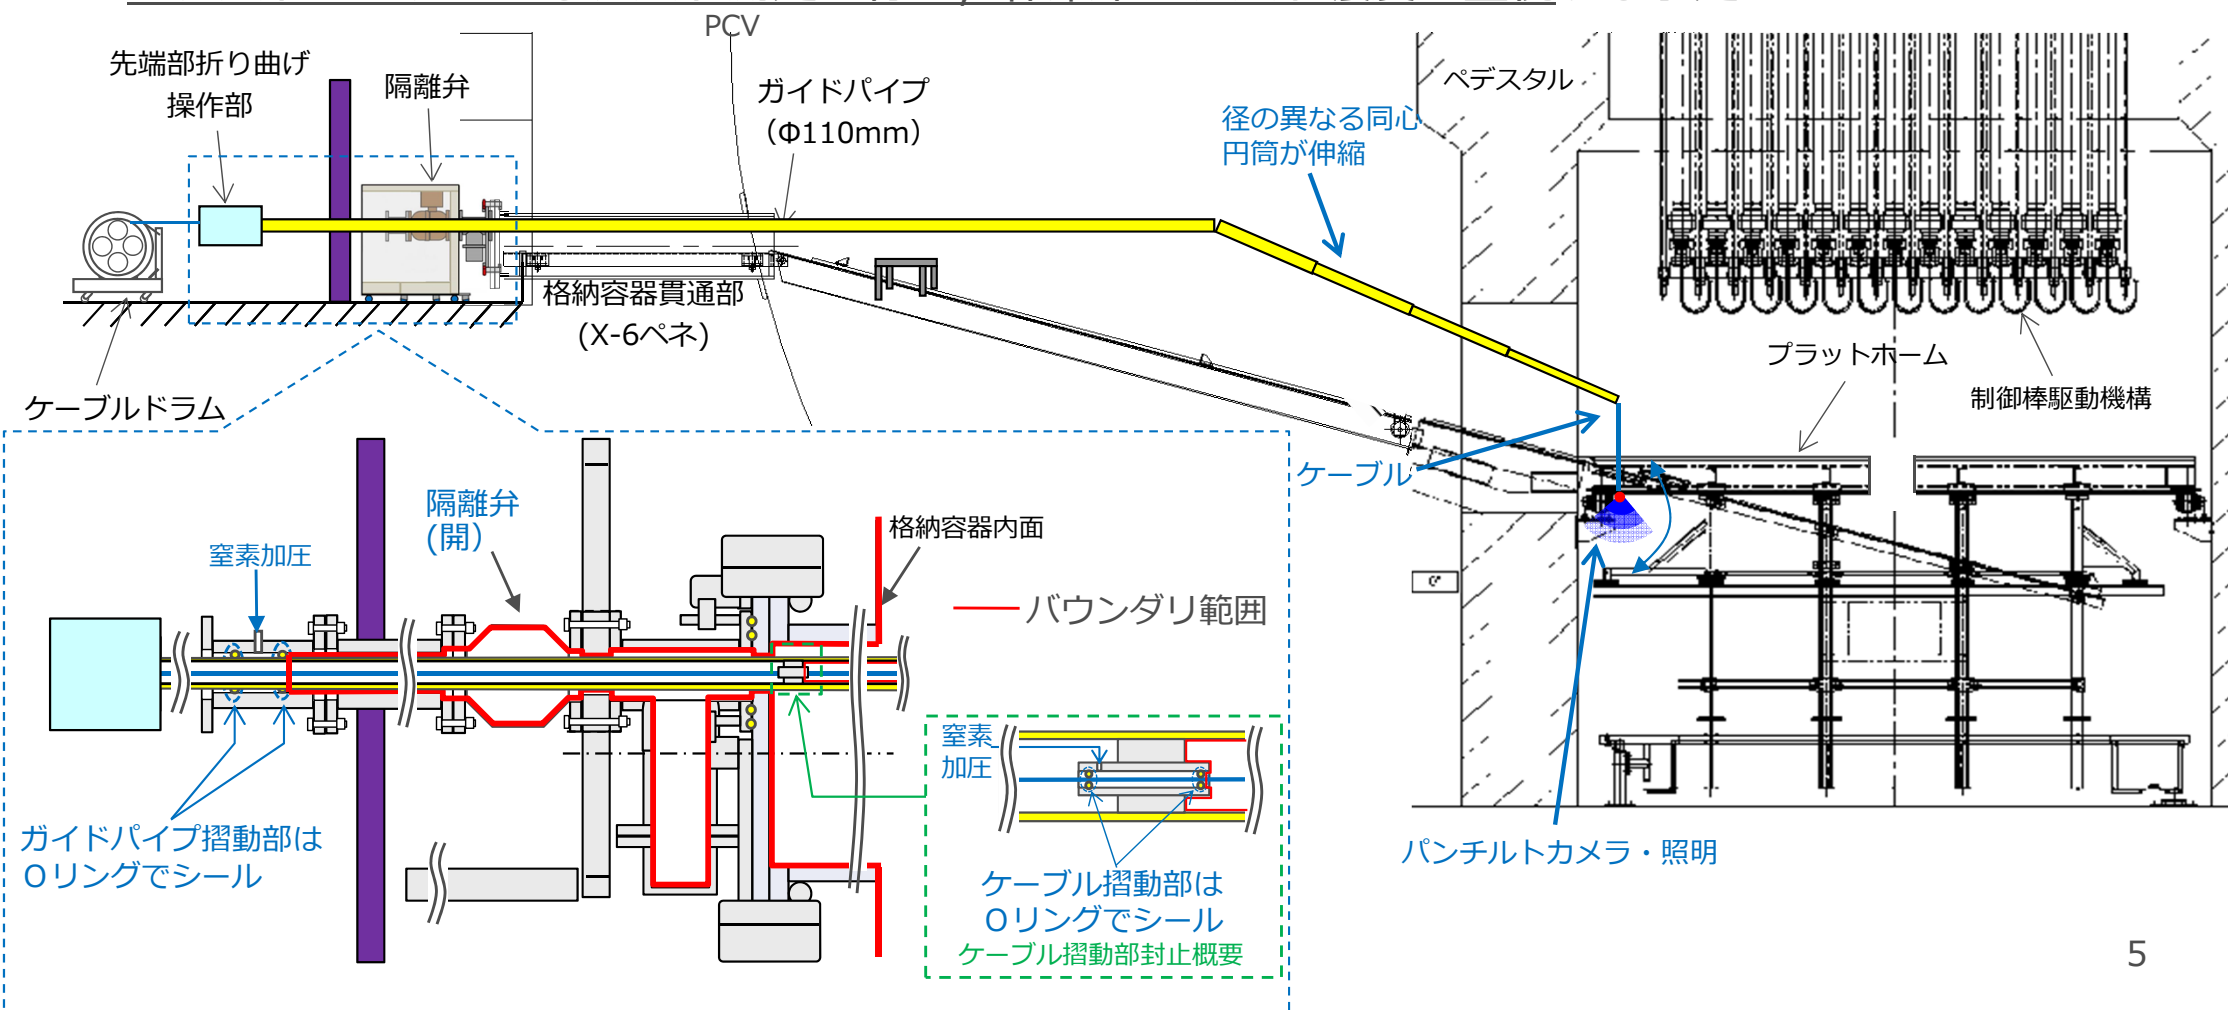 PCV
先端部折り曲げ
操作部
隔離弁
ガイドパイプ
（Φ110mm）
径の異なる同心
円筒が伸縮
ペデスタル
格納容器貫通部
(X-6ペネ)
ケーブルドラム
プラットホーム
制御棒駆動機構
ケーブル
隔離弁
(開）
窒素加圧
格納容器内面
バウンダリ範囲
窒素
加圧
ガイドパイプ摺動部は
Oリングでシール
ケーブル摺動部は
Oリングでシール
ケーブル摺動部封止概要
パンチルトカメラ・照明
5